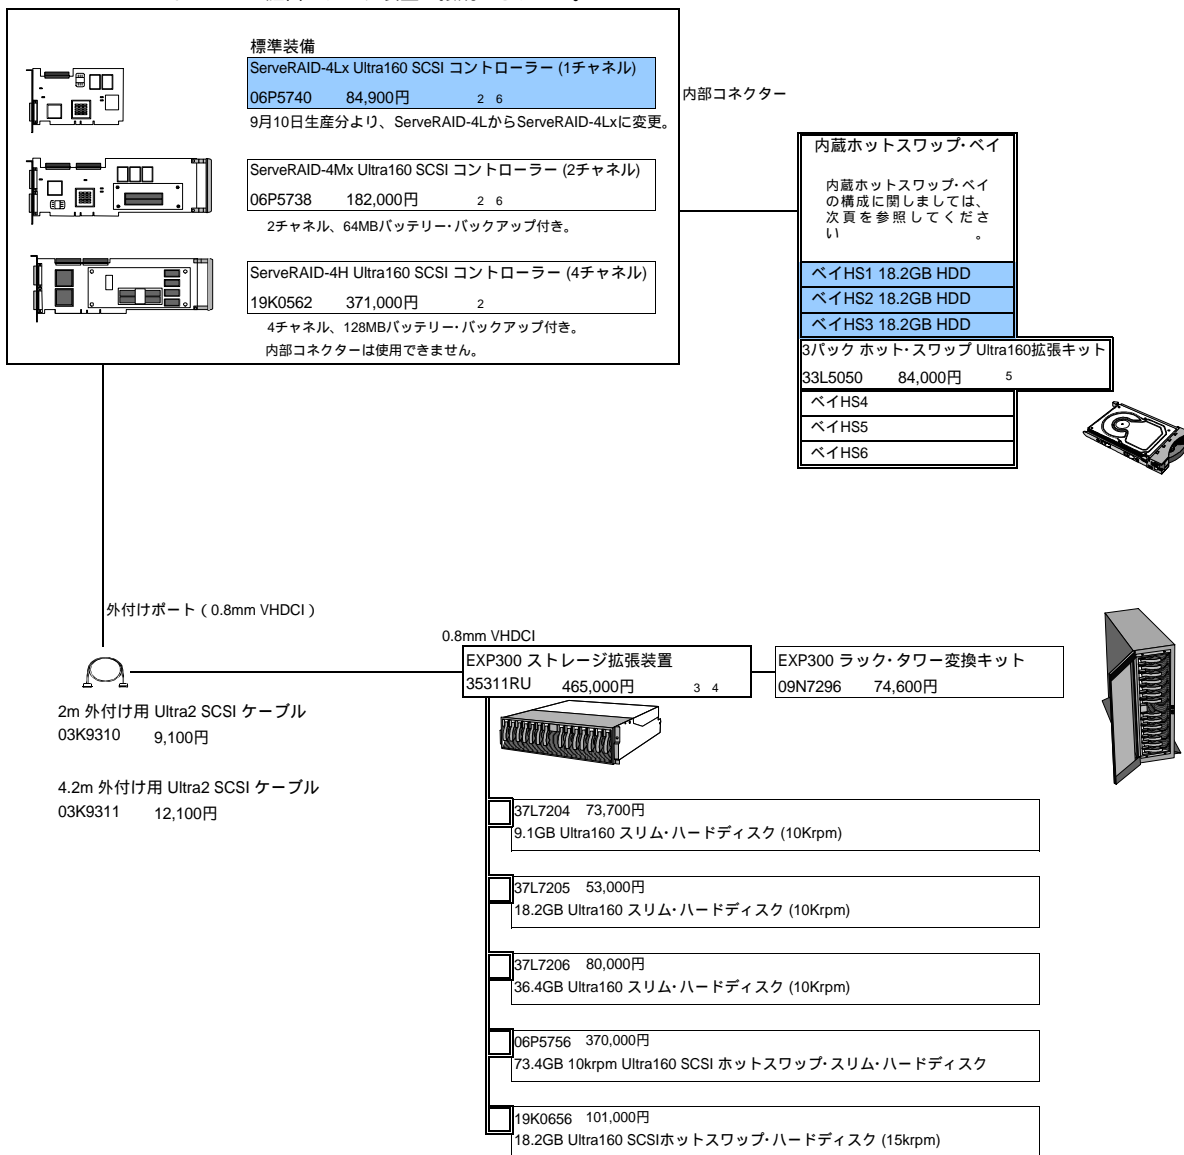 標準装備
ServeRAID-4Lx Ultra160 SCSI コントローラー (1チャネル)
06P5740 84,900円 2 6
9月10日生産分より、ServeRAID-4LからServeRAID-4Lxに変更。
ServeRAID-4Mx Ultra160 SCSI コントローラー (2チャネル)
06P5738 182,000円 2 6
2チャネル、64MBバッテリー・バックアップ付き。
ServeRAID-4H Ultra160 SCSI コントローラー (4チャネル)
19K0562 371,000円 2
4チャネル、128MBバッテリー・バックアップ付き。
内部コネクターは使用できません。
内部コネクター
内蔵ホットスワップ・ベイ
内蔵ホットスワップ・ベイ
の構成に関しましては、
次頁を参照してくださ
い 。
ベイHS1 18.2GB HDD
ベイHS2 18.2GB HDD
ベイHS3 18.2GB HDD
3パック ホット・スワップ Ultra160拡張キット
33L5050 84,000円 5
ベイHS4
ベイHS5
ベイHS6
外付けポート ( 0.8mm VHDCI )
0.8mm VHDCI
EXP300 ストレージ拡張装置
35311RU 465,000円 3 4
EXP300 ラック・タワー変換キット
09N7296 74,600円
2m 外付け用 Ultra2 SCSI ケーブル
03K9310 9,100円
4.2m 外付け用 Ultra2 SCSI ケーブル
03K9311 12,100円
37L7204 73,700円
9.1GB Ultra160 スリム・ハードディスク (10Krpm)
37L7205 53,000円
18.2GB Ultra160 スリム・ハードディスク (10Krpm)
37L7206 80,000円
36.4GB Ultra160 スリム・ハードディスク (10Krpm)
06P5756 370,000円
73.4GB 10krpm Ultra160 SCSI ホットスワップ・スリム・ハードディスク
19K0656 101,000円
18.2GB Ultra160 SCSIホットスワップ・ハードディスク (15krpm)